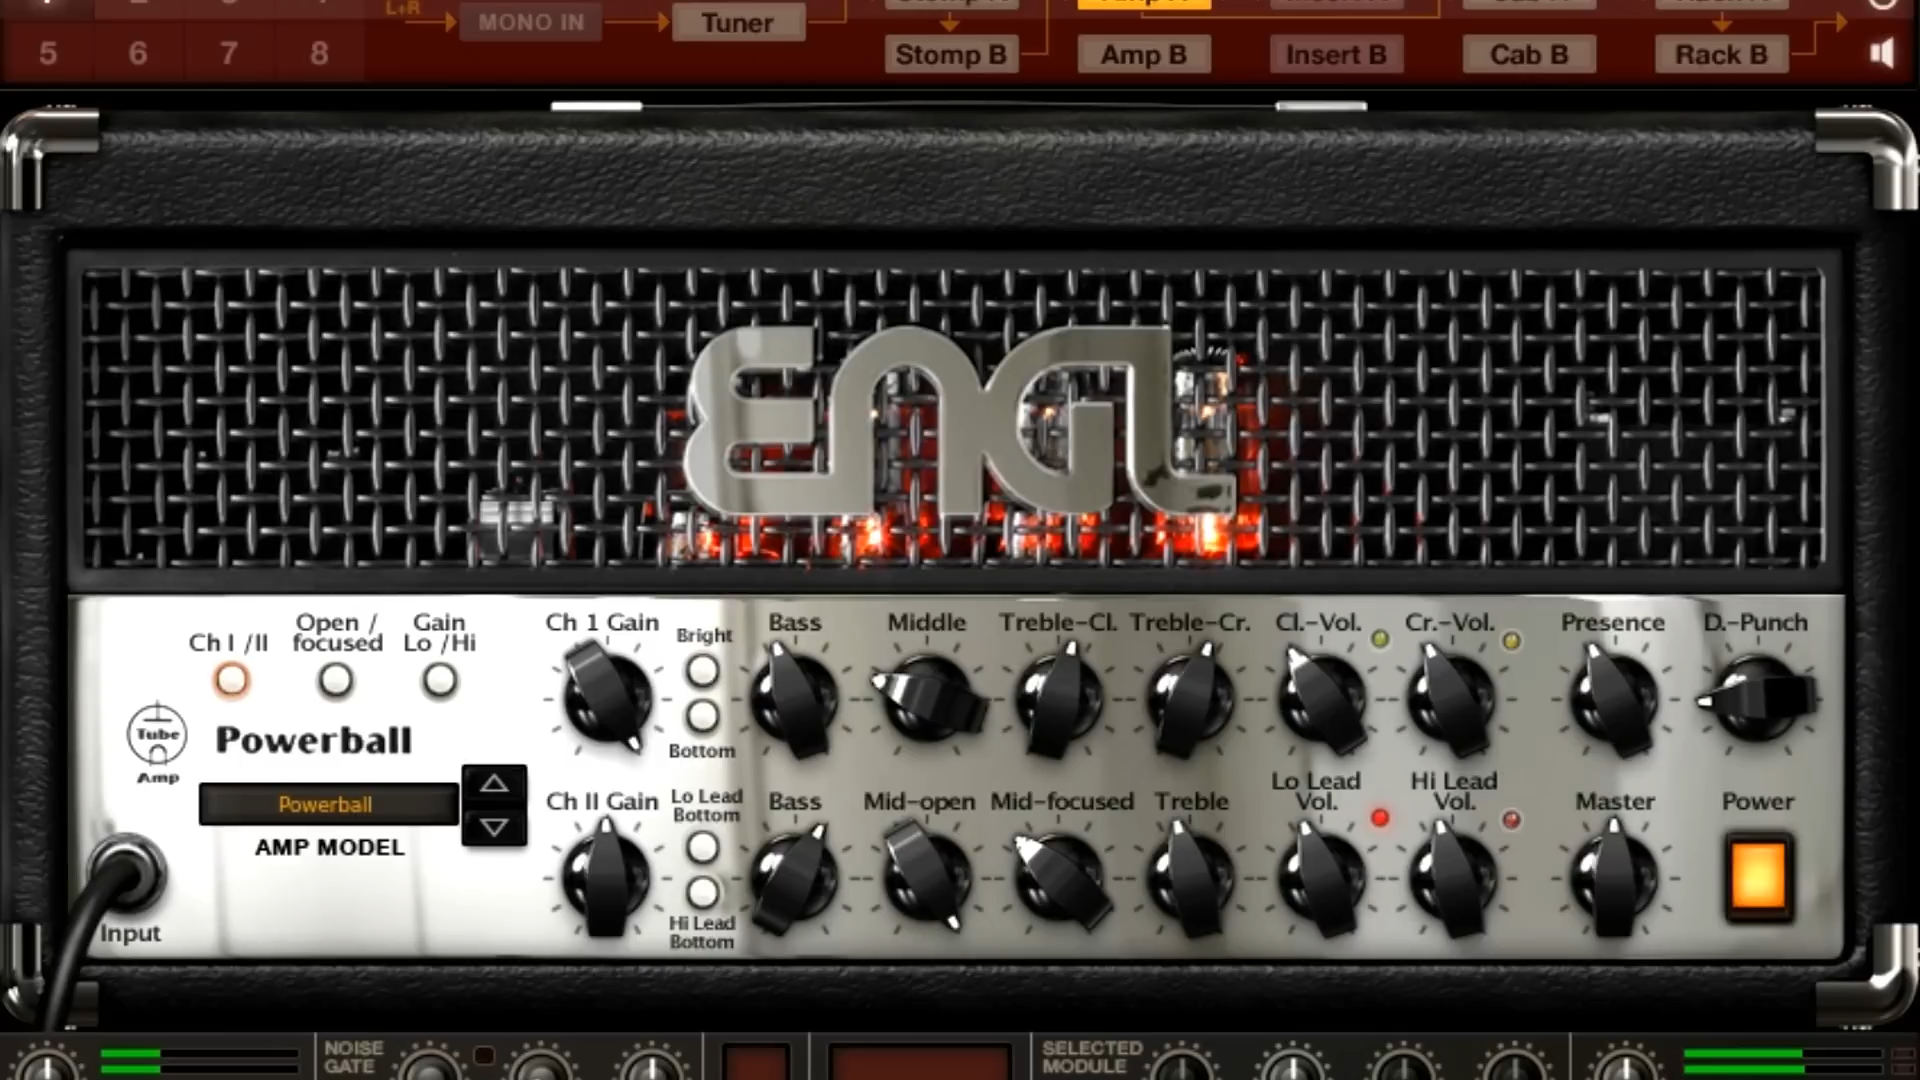 5 6 7 8
L+R
MONO IN
Tuner
Stomp B
Amp B
Insert B
Cab B
Rack B
ENGL
Ch I /II
Open / focused
Gain Lo /Hi
Ch 1 Gain
Bright
Bottom
Bass
Middle
Treble-Cl.
Treble-Cr.
Cl.-Vol.
Cr.-Vol.
Presence
D.-Punch
Tube
Amp
Powerball
Powerball
AMP MODEL
Input
Ch II Gain
Lo Lead
Bottom
Hi Lead
Bottom
Bass
Mid-open
Mid-focused
Treble
Lo Lead
Vol.
Hi Lead
Vol.
Master
Power
NOISE
GATE
SELECTED
MODULE